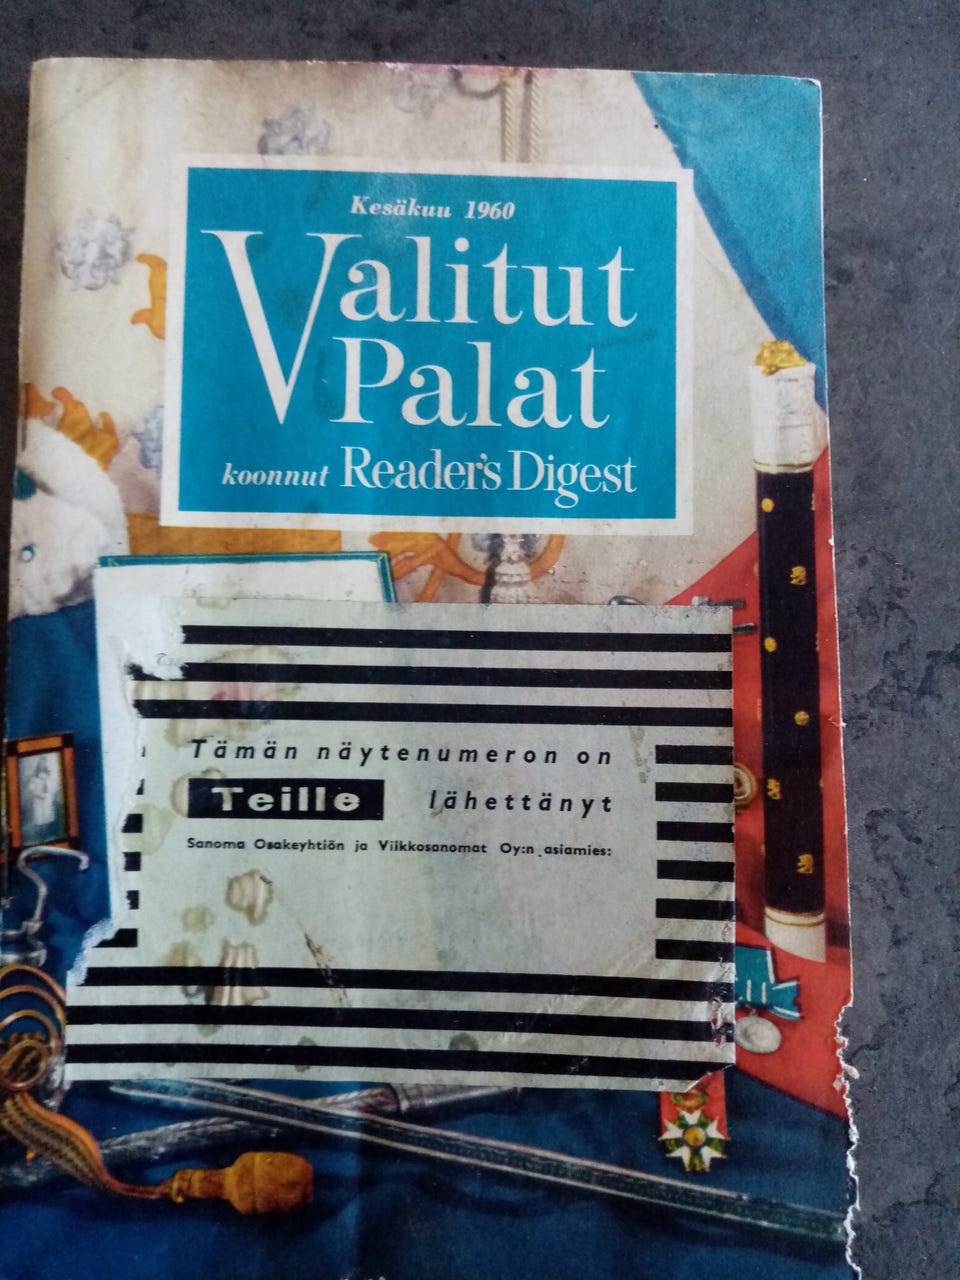 Kesäkuu 1960
Valitut
Palat
koonnut Reader's Digest
Tämän näytenumeron on
Teille lähettänyt
Sanoma Osakeyhtiön ja Viikkosanomat Oy:n asiamies: